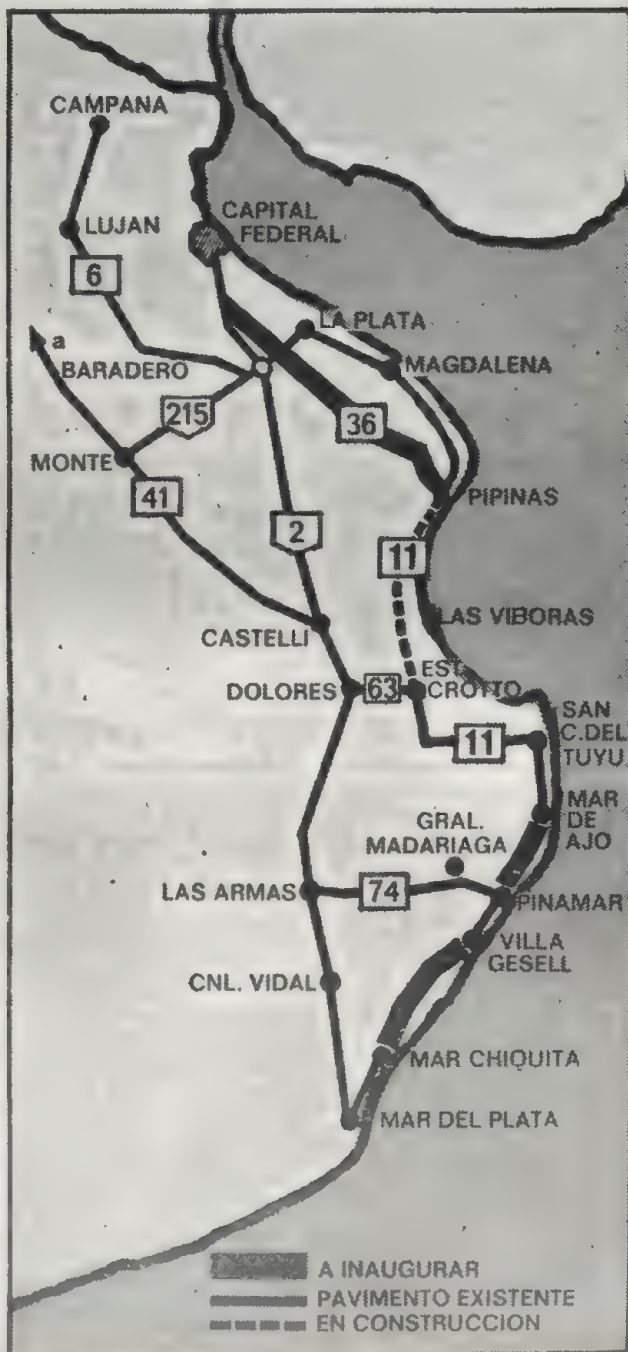 CAMPANA
LUJAN
CAPITAL
FEDERAL
6
a
BARADERO
LA PLATA
MAGDALENA
215
36
MONTE
41
PIPINAS
2
11
LAS VIBORAS
CASTELLI
DOLORES
63
EST.
CROTTO
SAN
C.DEL
TUYU
11
MAR
DE
AJO
GRAL.
MADARIAGA
LAS ARMAS
74
PINAMAR
VILLA
GESELL
CNL. VIDAL
MAR CHIQUITA
MAR DEL PLATA
A INAUGURAR
PAVIMENTO EXISTENTE
EN CONSTRUCCION